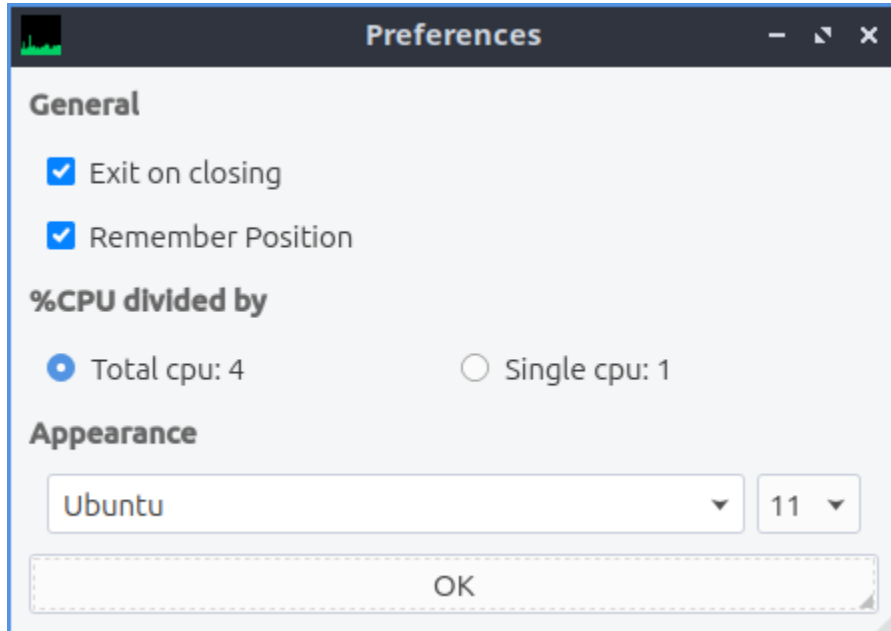 Preferences
General
Exit on closing
Remember Position
%CPU divided by
Total cpu: 4 Single cpu: 1
Appearance
Ubuntu 11
OK